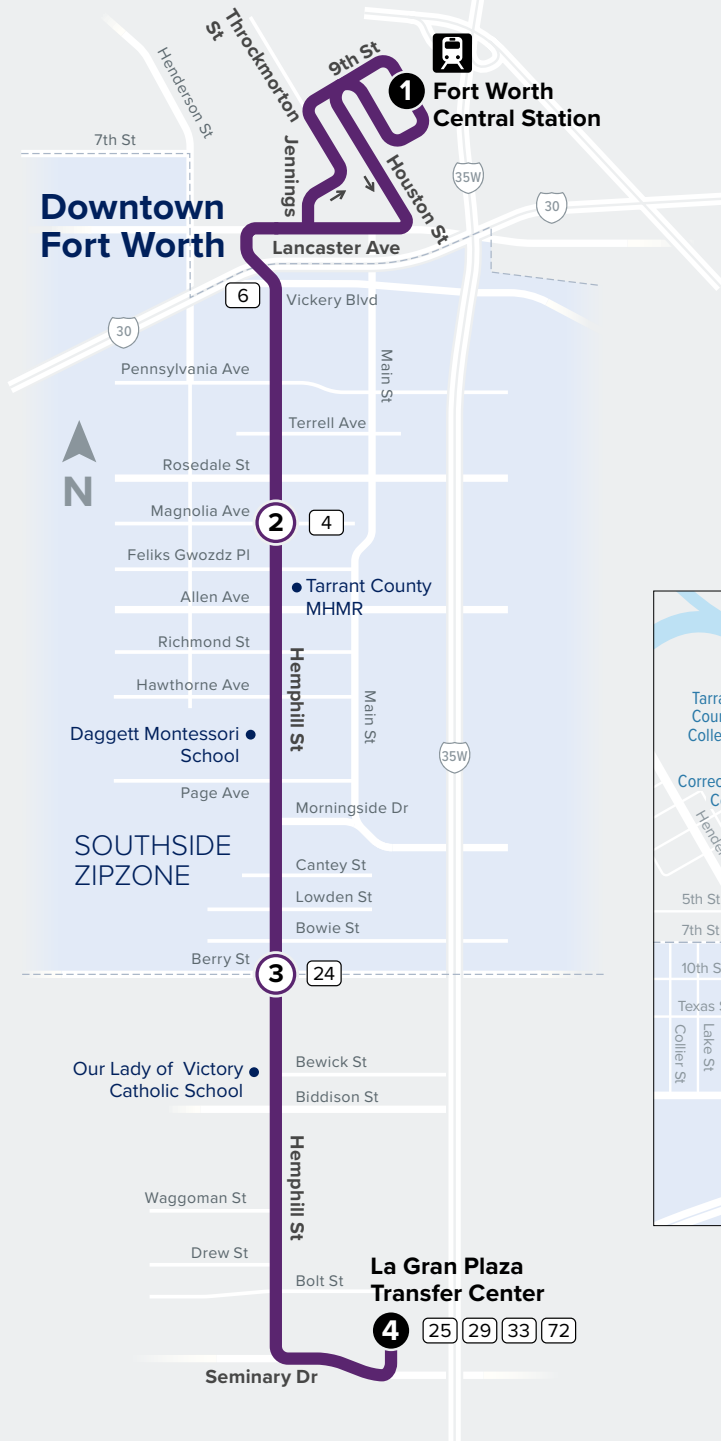 Throckmorton
St
9th St
1
Fort Worth
Central Station
Henderson St
7th St
Jennings
Houston St
35W
30
Downtown
Fort Worth
Lancaster Ave
6
Vickery Blvd
30
Pennsylvania Ave
Main St
Terrell Ave
N
Rosedale St
Magnolia Ave
2
4
Feliks Gwozdz Pl
Tarrant County
MHMR
Allen Ave
Richmond St
Hemphill St
Hawthorne Ave
Main St
Daggett Montessori
School
35W
Page Ave
Morningside Dr
SOUTHSIDE
ZIPZONE
Cantey St
Lowden St
Bowie St
Berry St
3
24
Our Lady of Victory
Catholic School
Bewick St
Biddison St
Hemphill St
Waggoman St
Drew St
Bolt St
La Gran Plaza
Transfer Center
4
25
29
33
72
Seminary Dr
5th St
7th St
10th S
Texas
Collier St
Lake St